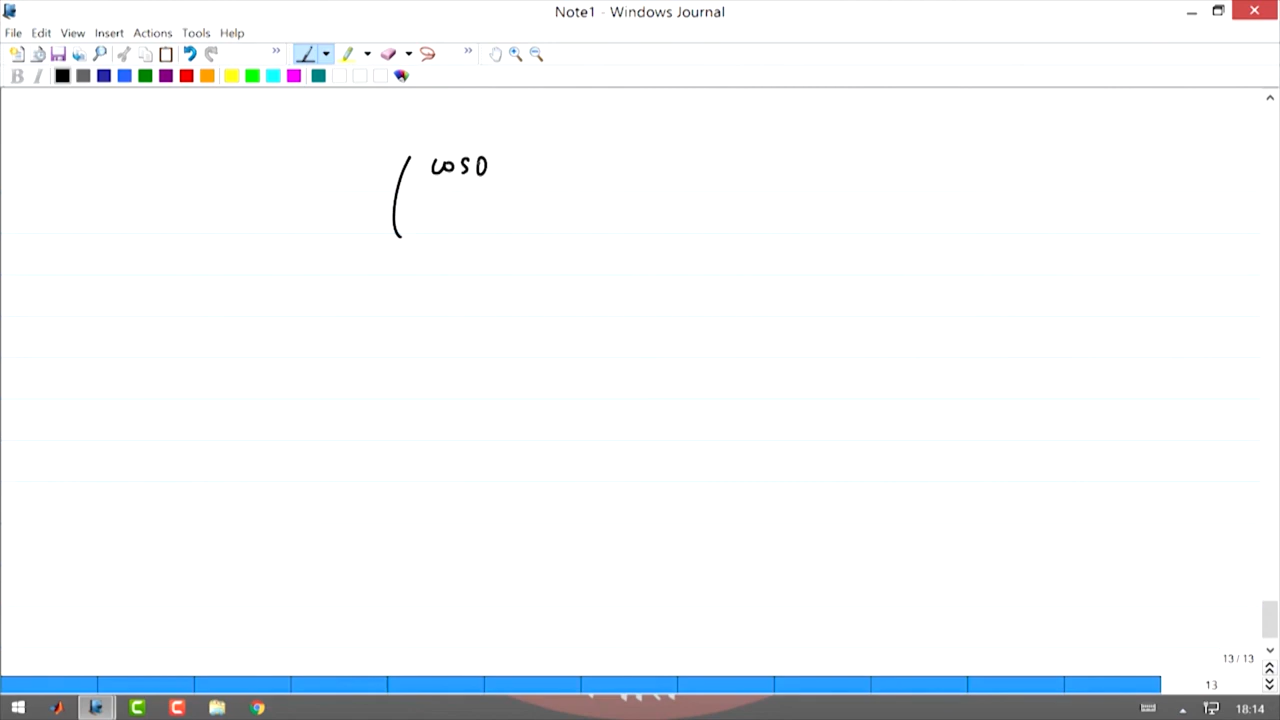 Note1 - Windows Journal
File Edit View Insert Actions Tools Help
B I
( cos0
13 / 13
13
18:14